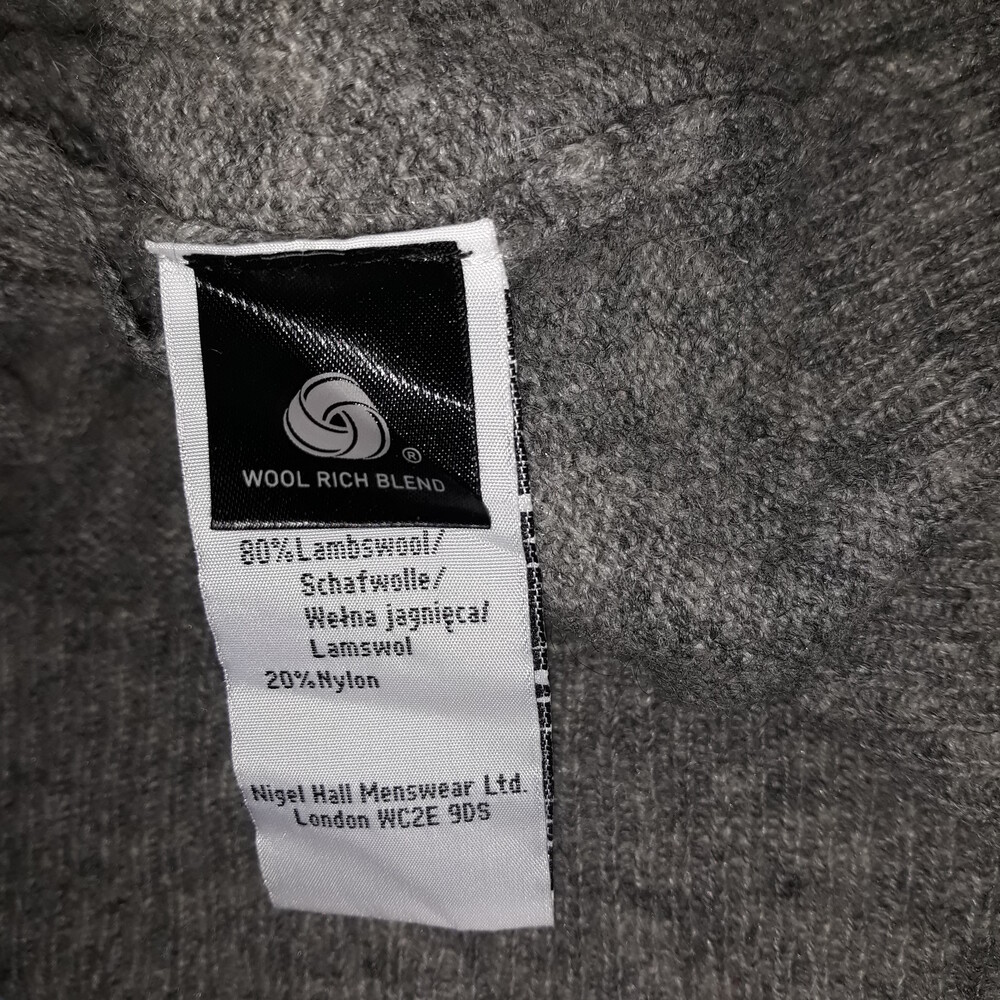 ®
WOOL RICH BLEND
80%Lambswool/
Schafwolle/
Wełna jagnięca/
Lamswol
20%Nylon
Nigel Hall Menswear Ltd.
London WC2E 9DS